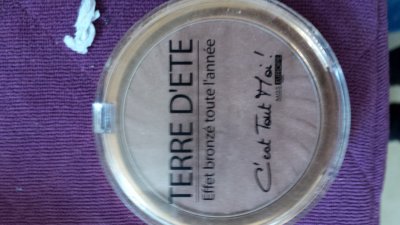 TERRE D'ETE
Effet bronzé toute l'année
C'est Tout Moi !